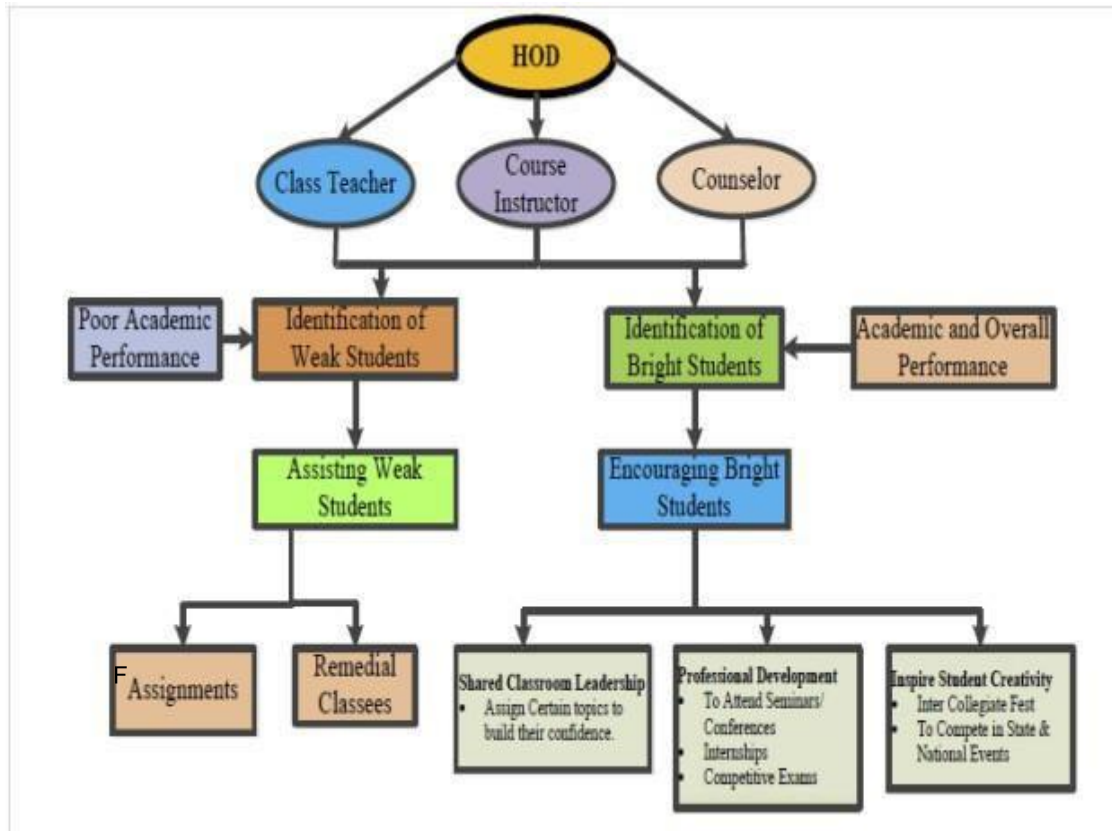 HOD
Class Teacher
Course
Instructor
Counselor
Poor Academic
Performance
Identification of
Weak Students
Identification of
Bright Students
Academic and Overall
Performance
Assisting Weak
Students
Encouraging Bright
Students
F
Assignments
Remedial
Classees
Shared Classroom Leadership
• Assign Certain topics to
build their confidence.
Professional Development
• To Attend Seminars/
Conferences
• Internships
• Competitive Exams
Inspire Student Creativity
• Inter Collegiate Fest
• To Compete in State &
National Events